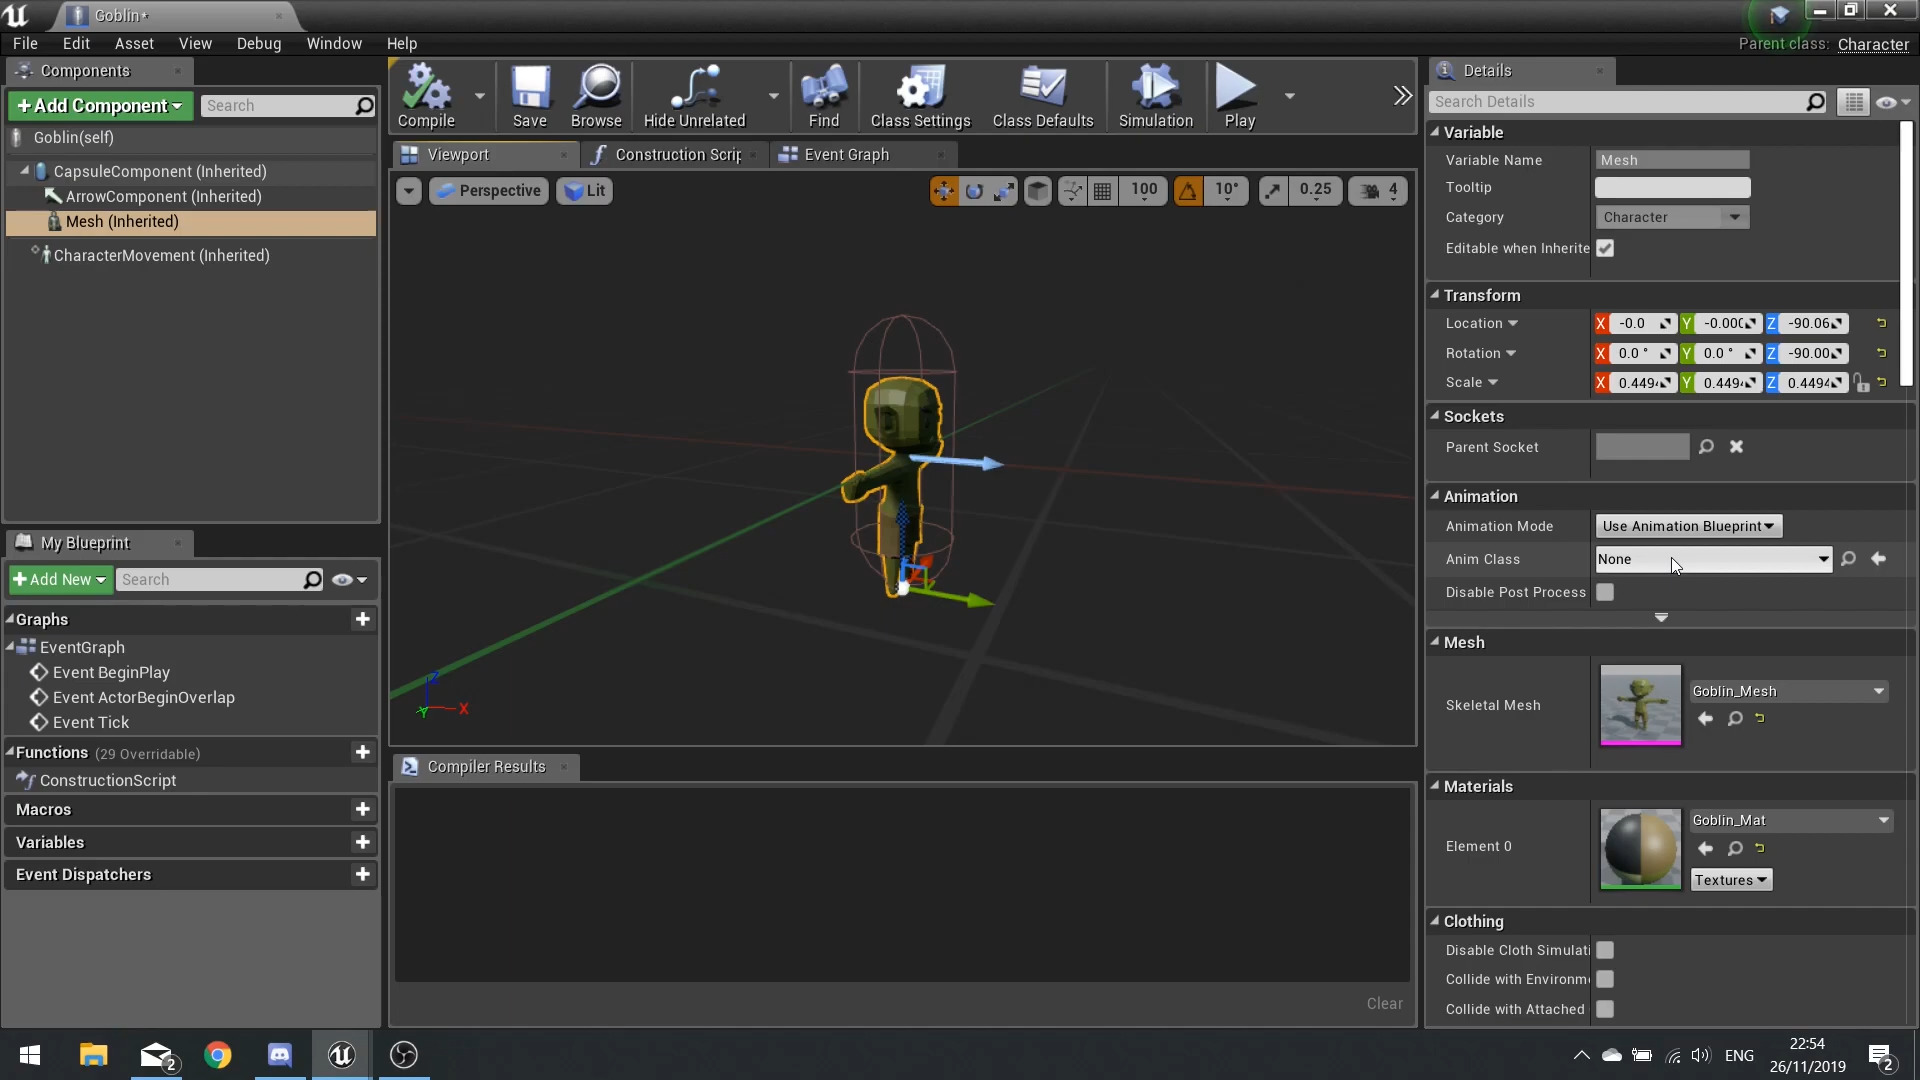 Goblin*
File Edit Asset View Debug Window Help
Parent class: Character
Components
+Add Component
Search
Goblin(self)
CapsuleComponent (Inherited)
ArrowComponent (Inherited)
Mesh (Inherited)
CharacterMovement (Inherited)
My Blueprint
+Add New
Search
Graphs
EventGraph
Event BeginPlay
Event ActorBeginOverlap
Event Tick
Functions (29 Overridable)
ConstructionScript
Macros
Variables
Event Dispatchers
Compile Save Browse Hide Unrelated Find Class Settings Class Defaults Simulation Play
Viewport Construction Scrip Event Graph
Perspective Lit 100 10° 0.25 4
X
Y
Compiler Results
Clear
Details
Search Details
Variable
Variable Name Mesh
Tooltip
Category Character
Editable when Inherite
Transform
Location X -0.0 Y -0.000 Z -90.06
Rotation X 0.0 ° Y 0.0 ° Z -90.00
Scale X 0.4494 Y 0.4494 Z 0.4494
Sockets
Parent Socket
Animation
Animation Mode Use Animation Blueprint
Anim Class None
Disable Post Process
Mesh
Skeletal Mesh Goblin_Mesh
Materials
Element 0 Goblin_Mat
Textures
Clothing
Disable Cloth Simulati
Collide with Environme
Collide with Attached
2
ENG
22:54
26/11/2019
2